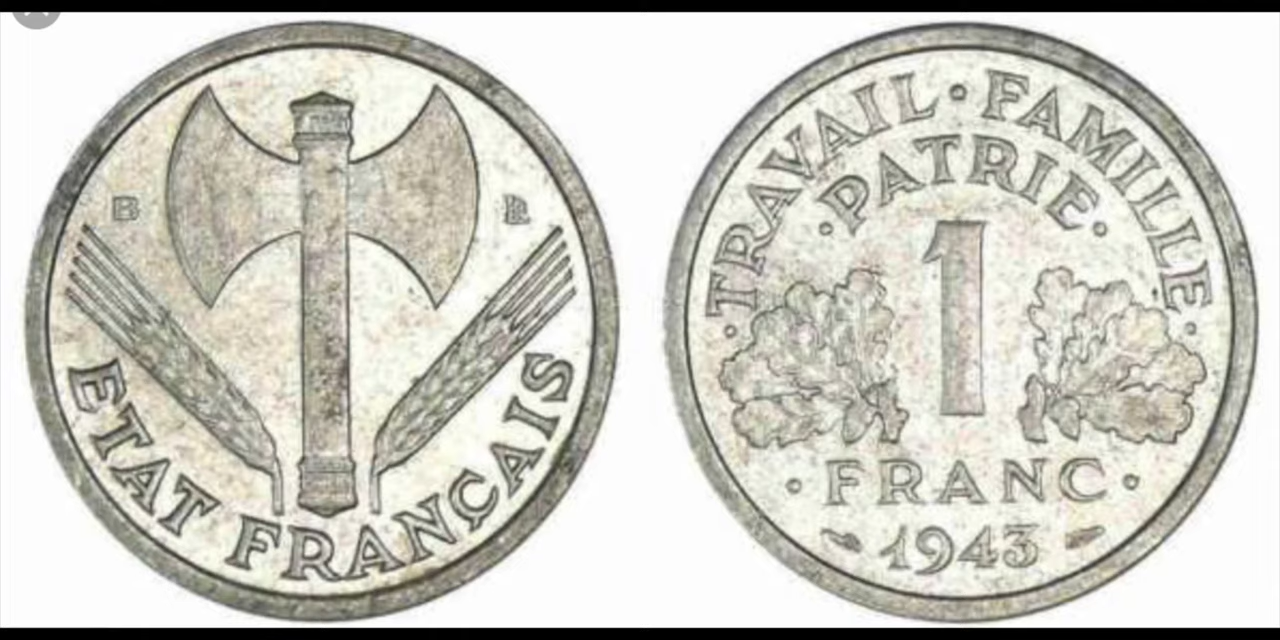 B
ETAT FRANÇAIS
· TRAVAIL · FAMILLE ·
· PATRIE ·
1
· FRANC ·
1943